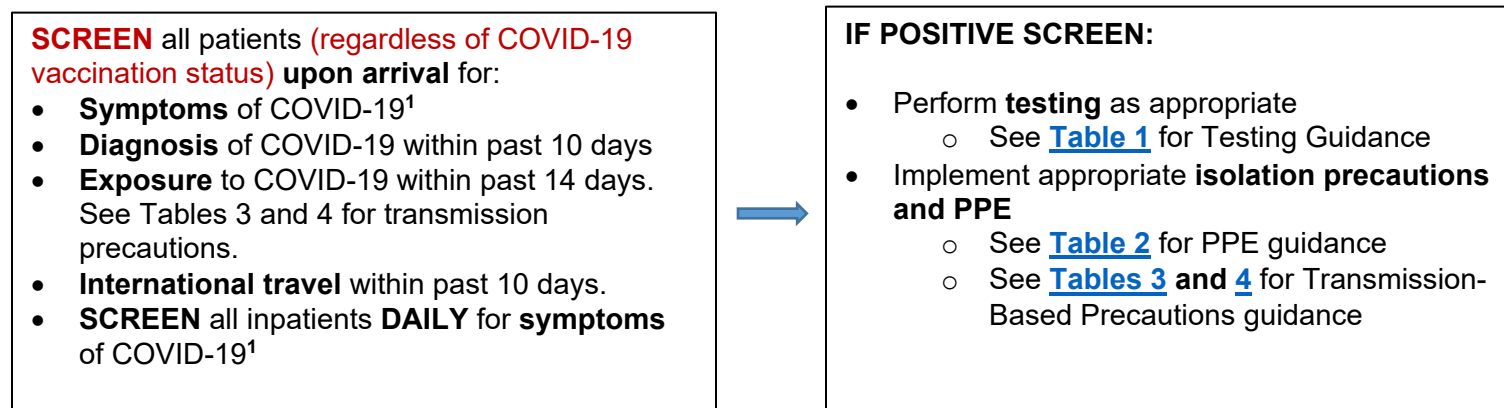 SCREEN all patients (regardless of COVID-19
vaccination status) upon arrival for:
• Symptoms of COVID-19¹
• Diagnosis of COVID-19 within past 10 days
• Exposure to COVID-19 within past 14 days.
See Tables 3 and 4 for transmission
precautions.
• International travel within past 10 days.
• SCREEN all inpatients DAILY for symptoms
of COVID-19¹
IF POSITIVE SCREEN:
• Perform testing as appropriate
o See Table 1 for Testing Guidance
• Implement appropriate isolation precautions
and PPE
o See Table 2 for PPE guidance
o See Tables 3 and 4 for Transmission-
Based Precautions guidance